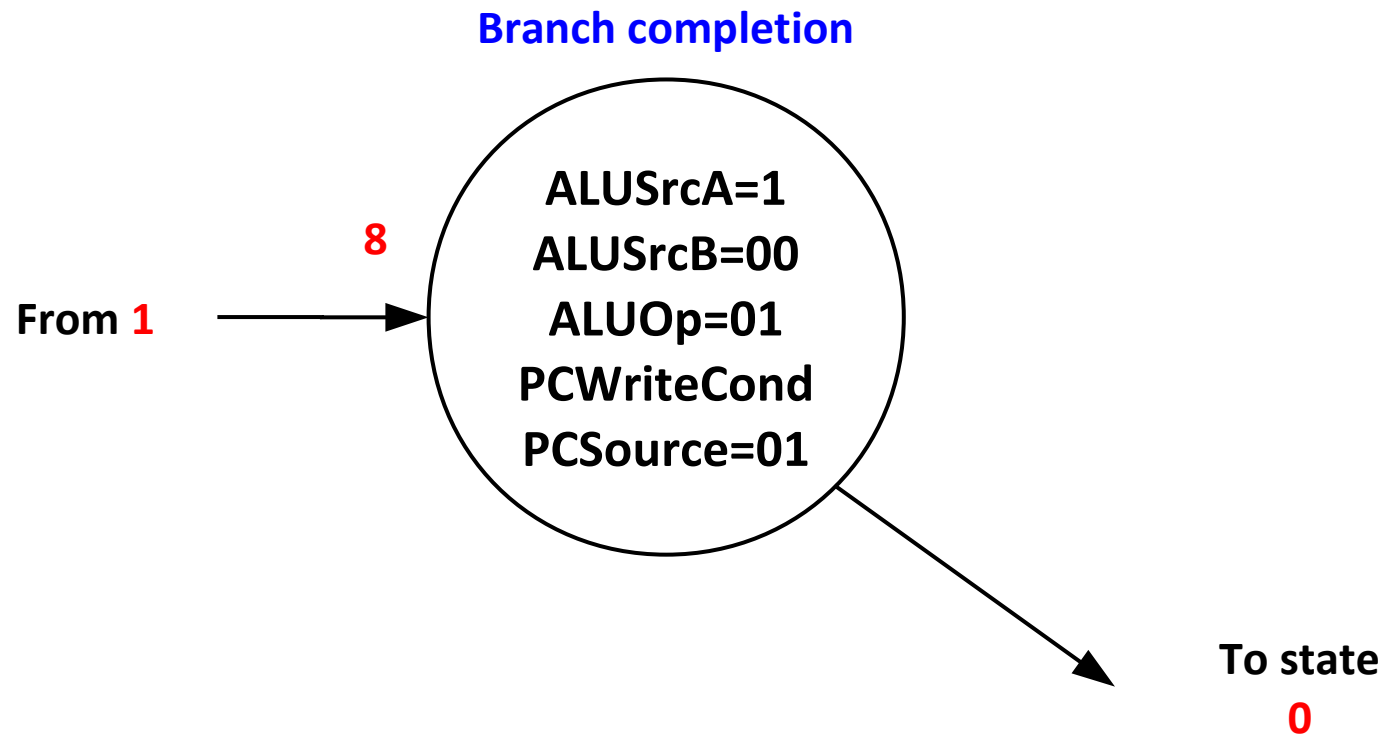 Branch completion
8
From 1
ALUSrcA=1
ALUSrcB=00
ALUOp=01
PCWriteCond
PCSource=01
To state
0